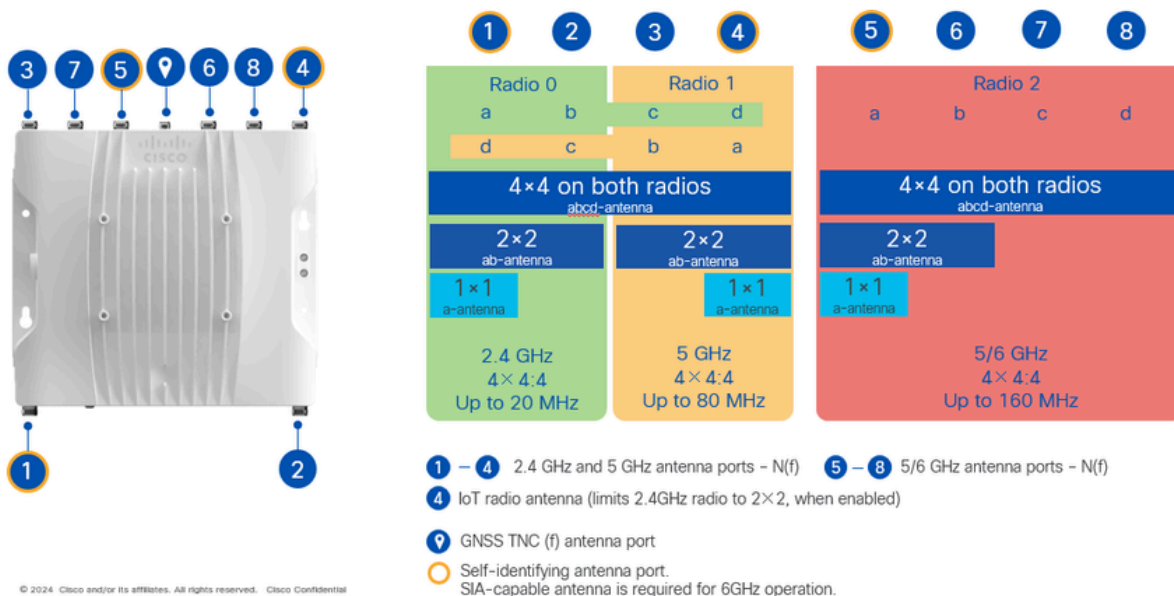 3 7 5 6 8 4
CISCO
1 2
© 2024 Cisco and/or its affiliates. All rights reserved. Cisco Confidential
1 2 3 4 5 6 7 8
Radio 0 Radio 1 Radio 2
a b c d a b c d
d c b a
4×4 on both radios 4×4 on both radios
abcd-antenna abcd-antenna
2×2 2×2 2×2
ab-antenna ab-antenna ab-antenna
1×1 1×1 1×1
a-antenna a-antenna a-antenna
2.4 GHz 5 GHz 5/6 GHz
4×4:4 4×4:4 4×4:4
Up to 20 MHz Up to 80 MHz Up to 160 MHz
1 – 4 2.4 GHz and 5 GHz antenna ports – N(f) 5 – 8 5/6 GHz antenna ports – N(f)
4 IoT radio antenna (limits 2.4GHz radio to 2×2, when enabled)
GNSS TNC (f) antenna port
Self-identifying antenna port.
SIA-capable antenna is required for 6GHz operation.